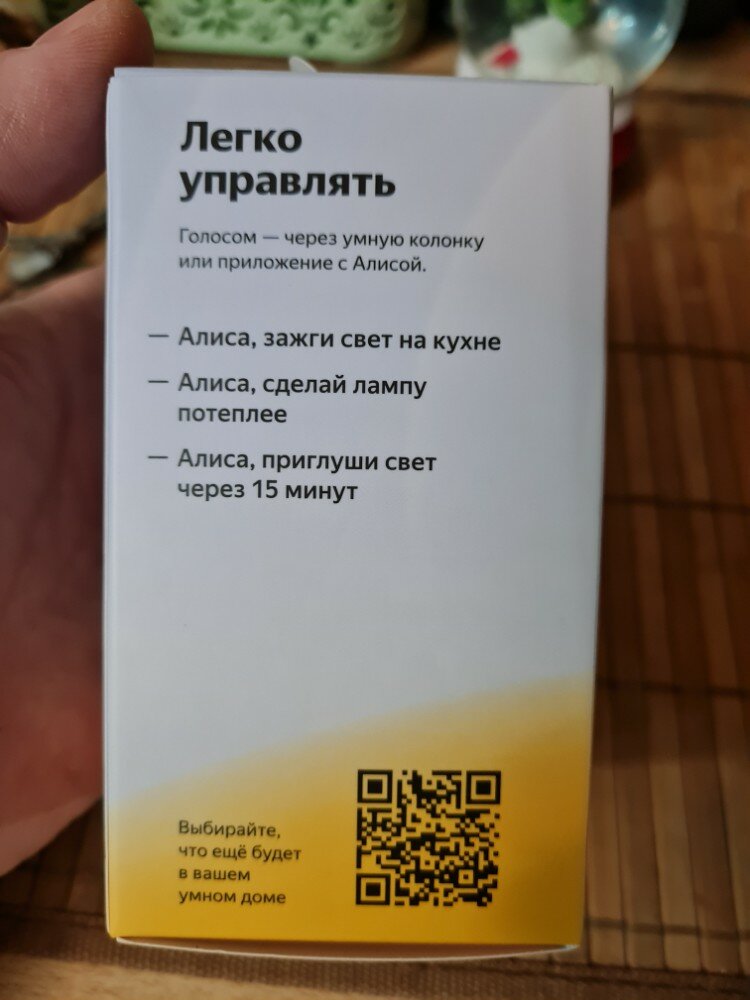 Легко
управлять
Голосом — через умную колонку
или приложение с Алисой.
— Алиса, зажги свет на кухне
— Алиса, сделай лампу
потеплее
— Алиса, приглуши свет
через 15 минут
Выбирайте,
что ещё будет
в вашем
умном доме